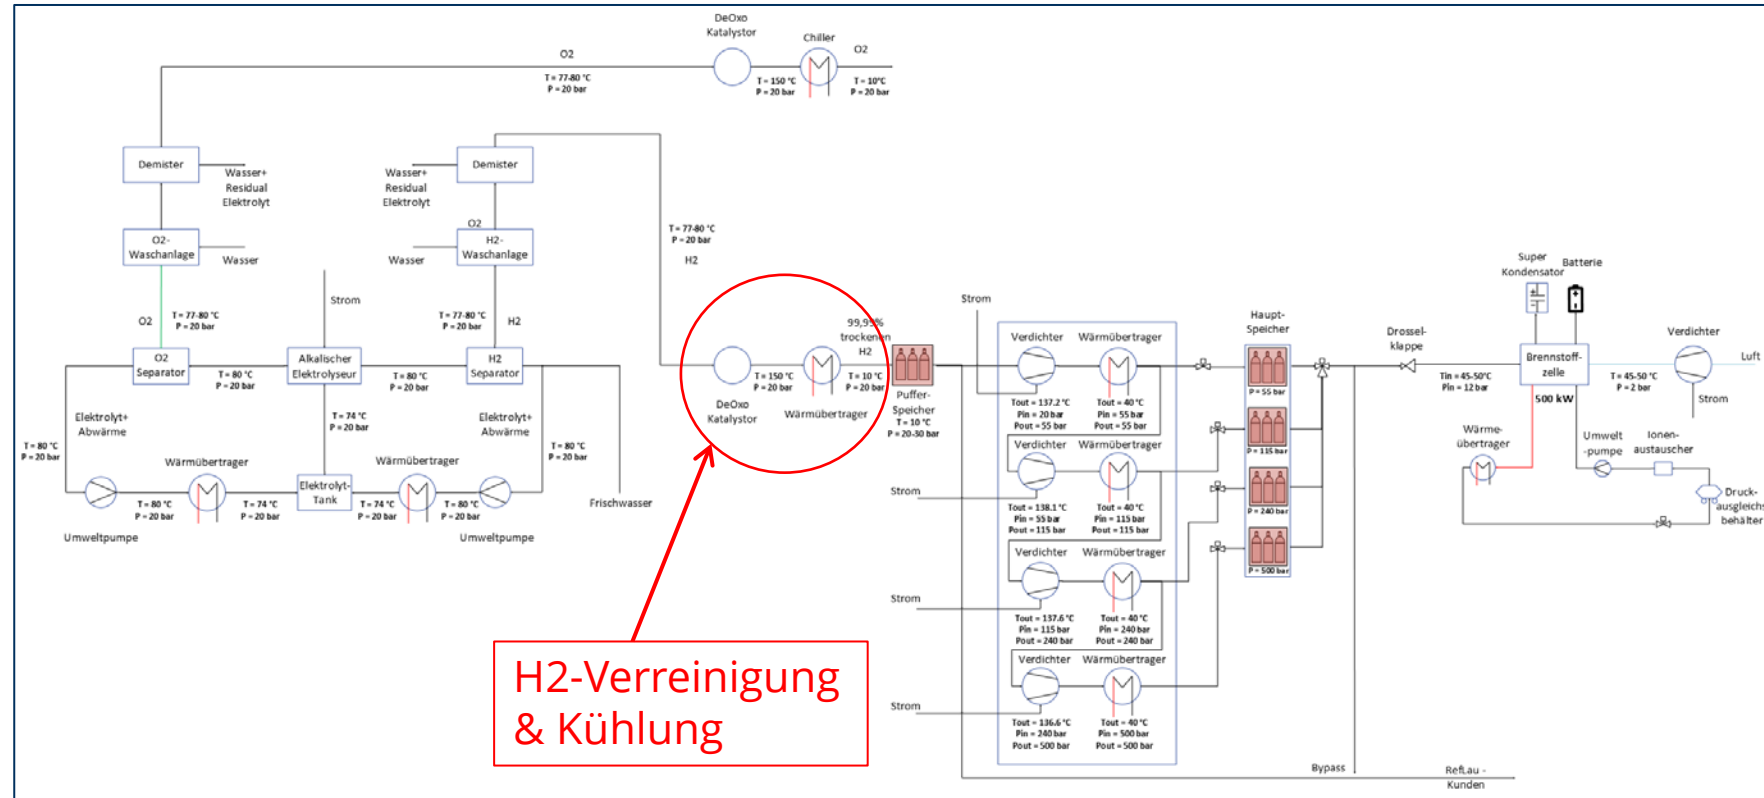 DeOxo
Katalystor
Chiller
O2
O2
T = 77-80 °C
P = 20 bar
T = 150 °C
P = 20 bar
T = 10°C
P = 20 bar
Demister
Wasser+
Residual
Elektrolyt
Wasser+
Residual
Elektrolyt
Demister
O2-
Waschanlage
Wasser
O2
H2-
Waschanlage
Wasser
T = 77-80 °C
P = 20 bar
H2
Strom
O2
T = 77-80 °C
P = 20 bar
T = 77-80 °C
P = 20 bar
H2
O2
Separator
T = 80 °C
P = 20 bar
Alkalischer
Elektrolyseur
T = 80 °C
P = 20 bar
H2
Separator
Elektrolyt+
Abwärme
T = 74 °C
P = 20 bar
Elektrolyt+
Abwärme
T = 80 °C
P = 20 bar
T = 80 °C
P = 20 bar
Wärmübertrager
Wärmübertrager
T = 80 °C
P = 20 bar
T = 74 °C
P = 20 bar
Elektrolyt-
Tank
T = 74 °C
P = 20 bar
T = 80 °C
P = 20 bar
Umweltpumpe
Umweltpumpe
Frischwasser
DeOxo
Katalystor
T = 150 °C
P = 20 bar
Wärmübertrager
99,99%
trockenen
H2
T = 10 °C
P = 20 bar
Puffer-
Speicher
T = 10 °C
P = 20-30 bar
H2-Verreinigung
& Kühlung
Strom
Verdichter
Wärmübertrager
Tout = 137.2 °C
Pin = 20 bar
Pout = 55 bar
Tout = 40 °C
Pin = 55 bar
Pout = 55 bar
Verdichter
Wärmübertrager
Strom
Tout = 138.1 °C
Pin = 55 bar
Pout = 115 bar
Tout = 40 °C
Pin = 115 bar
Pout = 115 bar
Verdichter
Wärmübertrager
Strom
Tout = 137.6 °C
Pin = 115 bar
Pout = 240 bar
Tout = 40 °C
Pin = 240 bar
Pout = 240 bar
Verdichter
Wärmübertrager
Strom
Tout = 136.6 °C
Pin = 240 bar
Pout = 500 bar
Tout = 40 °C
Pin = 500 bar
Pout = 500 bar
Haupt-
Speicher
P = 55 bar
P = 115 bar
P = 240 bar
P = 500 bar
Bypass
RefLau -
Kunden
Drossel-
klappe
Super
Kondensator
Batterie
Verdichter
Tin = 45-50°C
Pin = 12 bar
Brennstoff-
zelle
500 kW
T = 45-50 °C
P = 2 bar
Luft
Strom
Wärme-
übertrager
Umwelt
-pumpe
Ionen-
austauscher
Druck-
ausgleichs
behälter